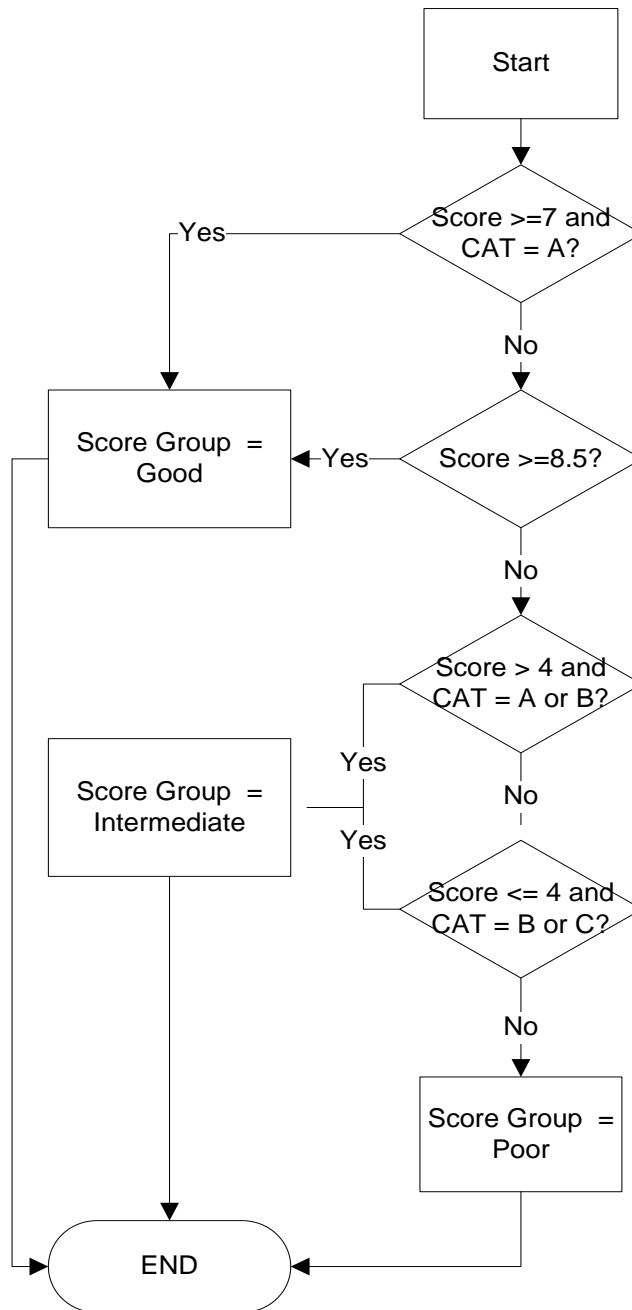 Start
Score >=7 and
CAT = A?
Yes
No
Score Group =
Good
Yes
Score >=8.5?
No
Score > 4 and
CAT = A or B?
Score Group =
Intermediate
Yes
No
Yes
Score <= 4 and
CAT = B or C?
No
Score Group =
Poor
END